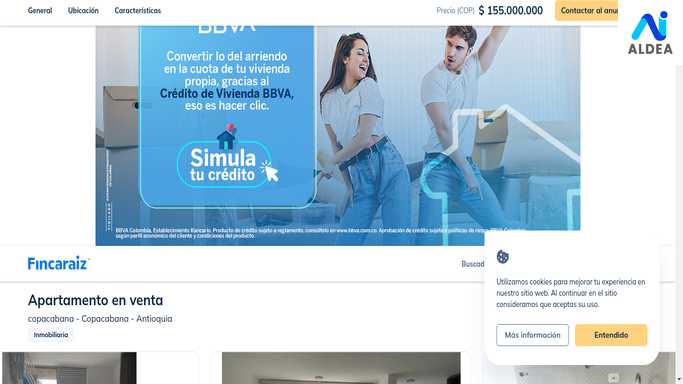 General Ubicación Características Precio (COP) $ 155.000.000 Contactar al anun
ALDEA
BBVA
Convertir lo del arriendo
en la cuota de tu vivienda
propia, gracias al
Crédito de Vivienda BBVA,
eso es hacer clic.
Simula
tu crédito
BBVA Colombia. Establecimiento Bancario. Producto de crédito sujeto a reglamento, consúltelo en www.bbva.com.co. Aprobación de crédito sujeta a políticas de riesgo BBVA Colombia,
según perfil económico del cliente y condiciones del producto.
Fincaraiz
Buscad
Apartamento en venta
copacabana - Copacabana - Antioquia
Inmobiliaria
Utilizamos cookies para mejorar tu experiencia en
nuestro sitio web. Al continuar en el sitio
consideramos que aceptas su uso.
Más información Entendido